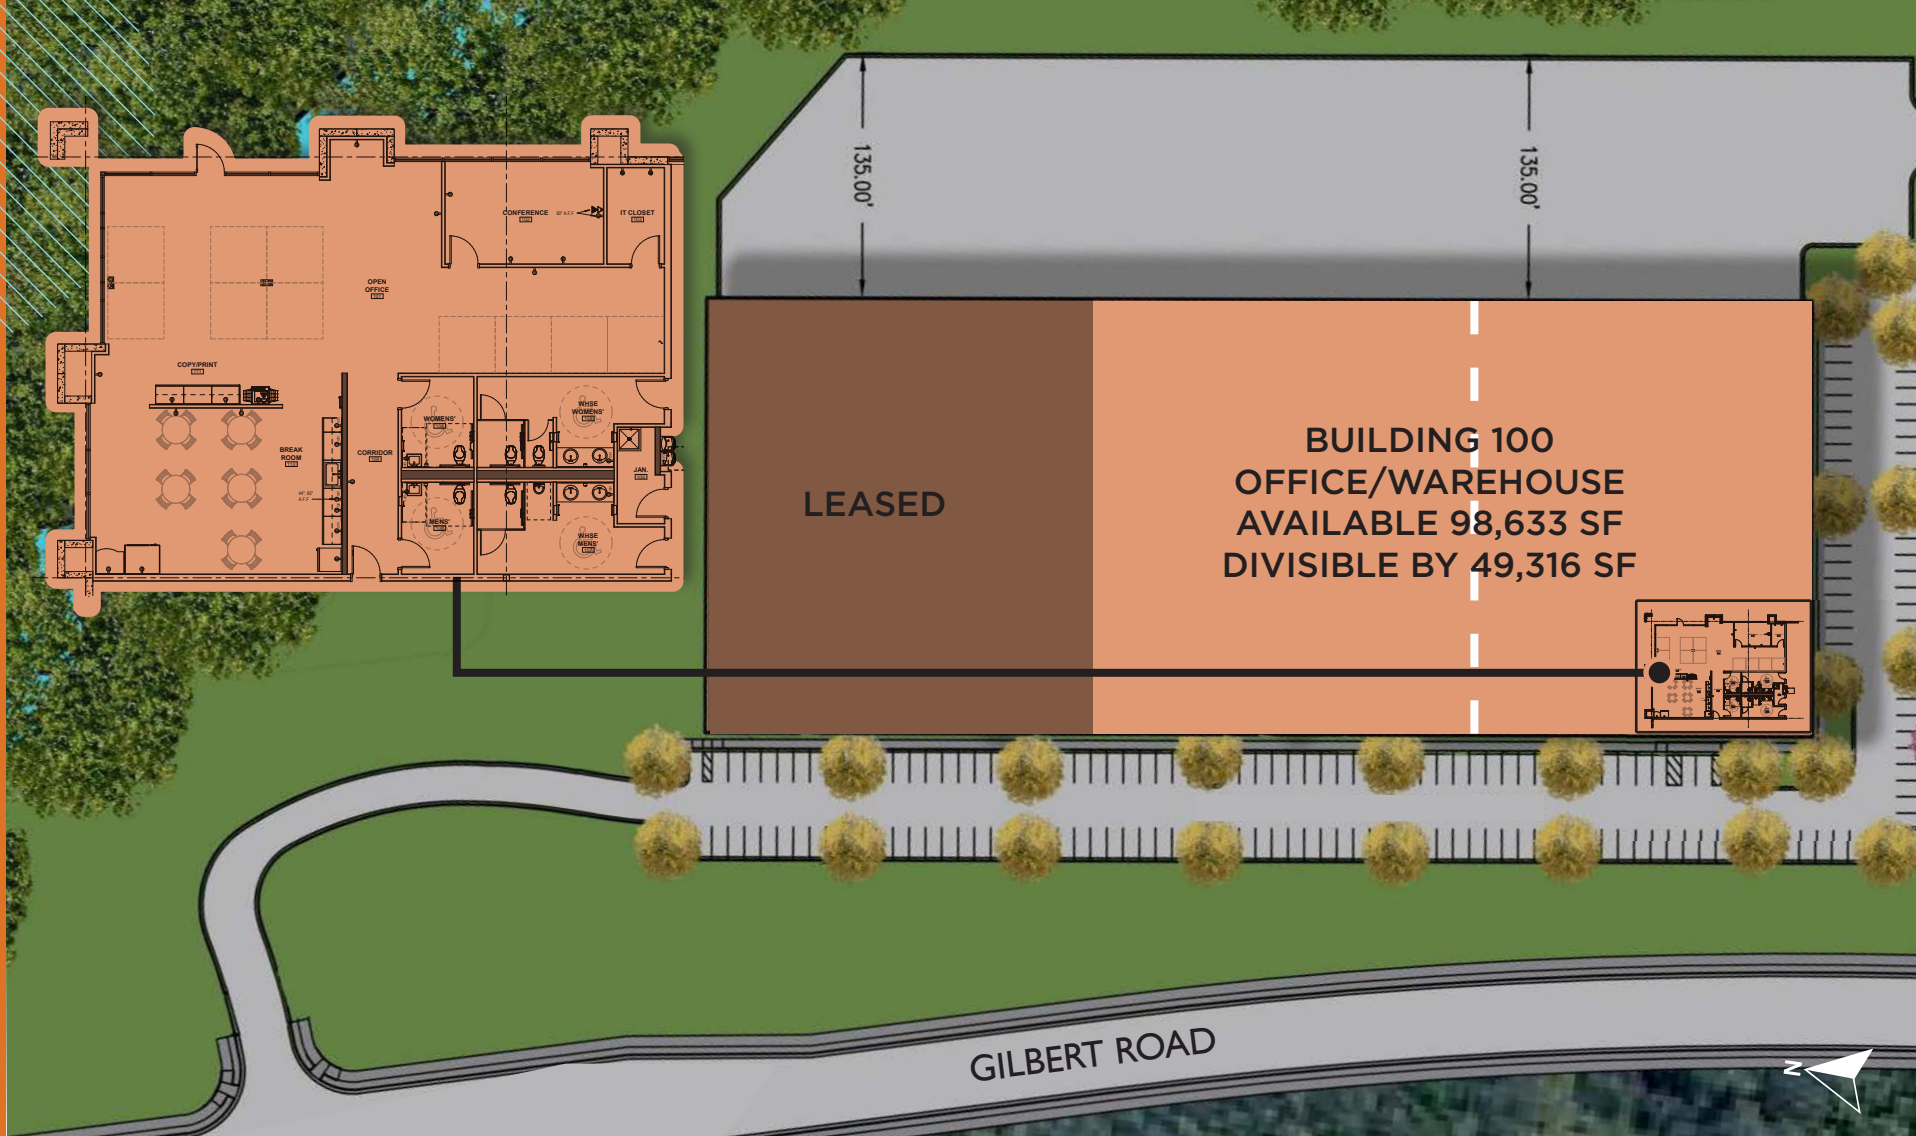 135.00'
135.00'
CONFERENCE
IT CLOSET
OPEN
OFFICE
COPY/PRINT
BREAK
ROOM
CORRIDOR
WOMENS'
WHSE
WOMENS'
JAN.
MENS'
WHSE
MENS'
LEASED
BUILDING 100
OFFICE/WAREHOUSE
AVAILABLE 98,633 SF
DIVISIBLE BY 49,316 SF
GILBERT ROAD
N